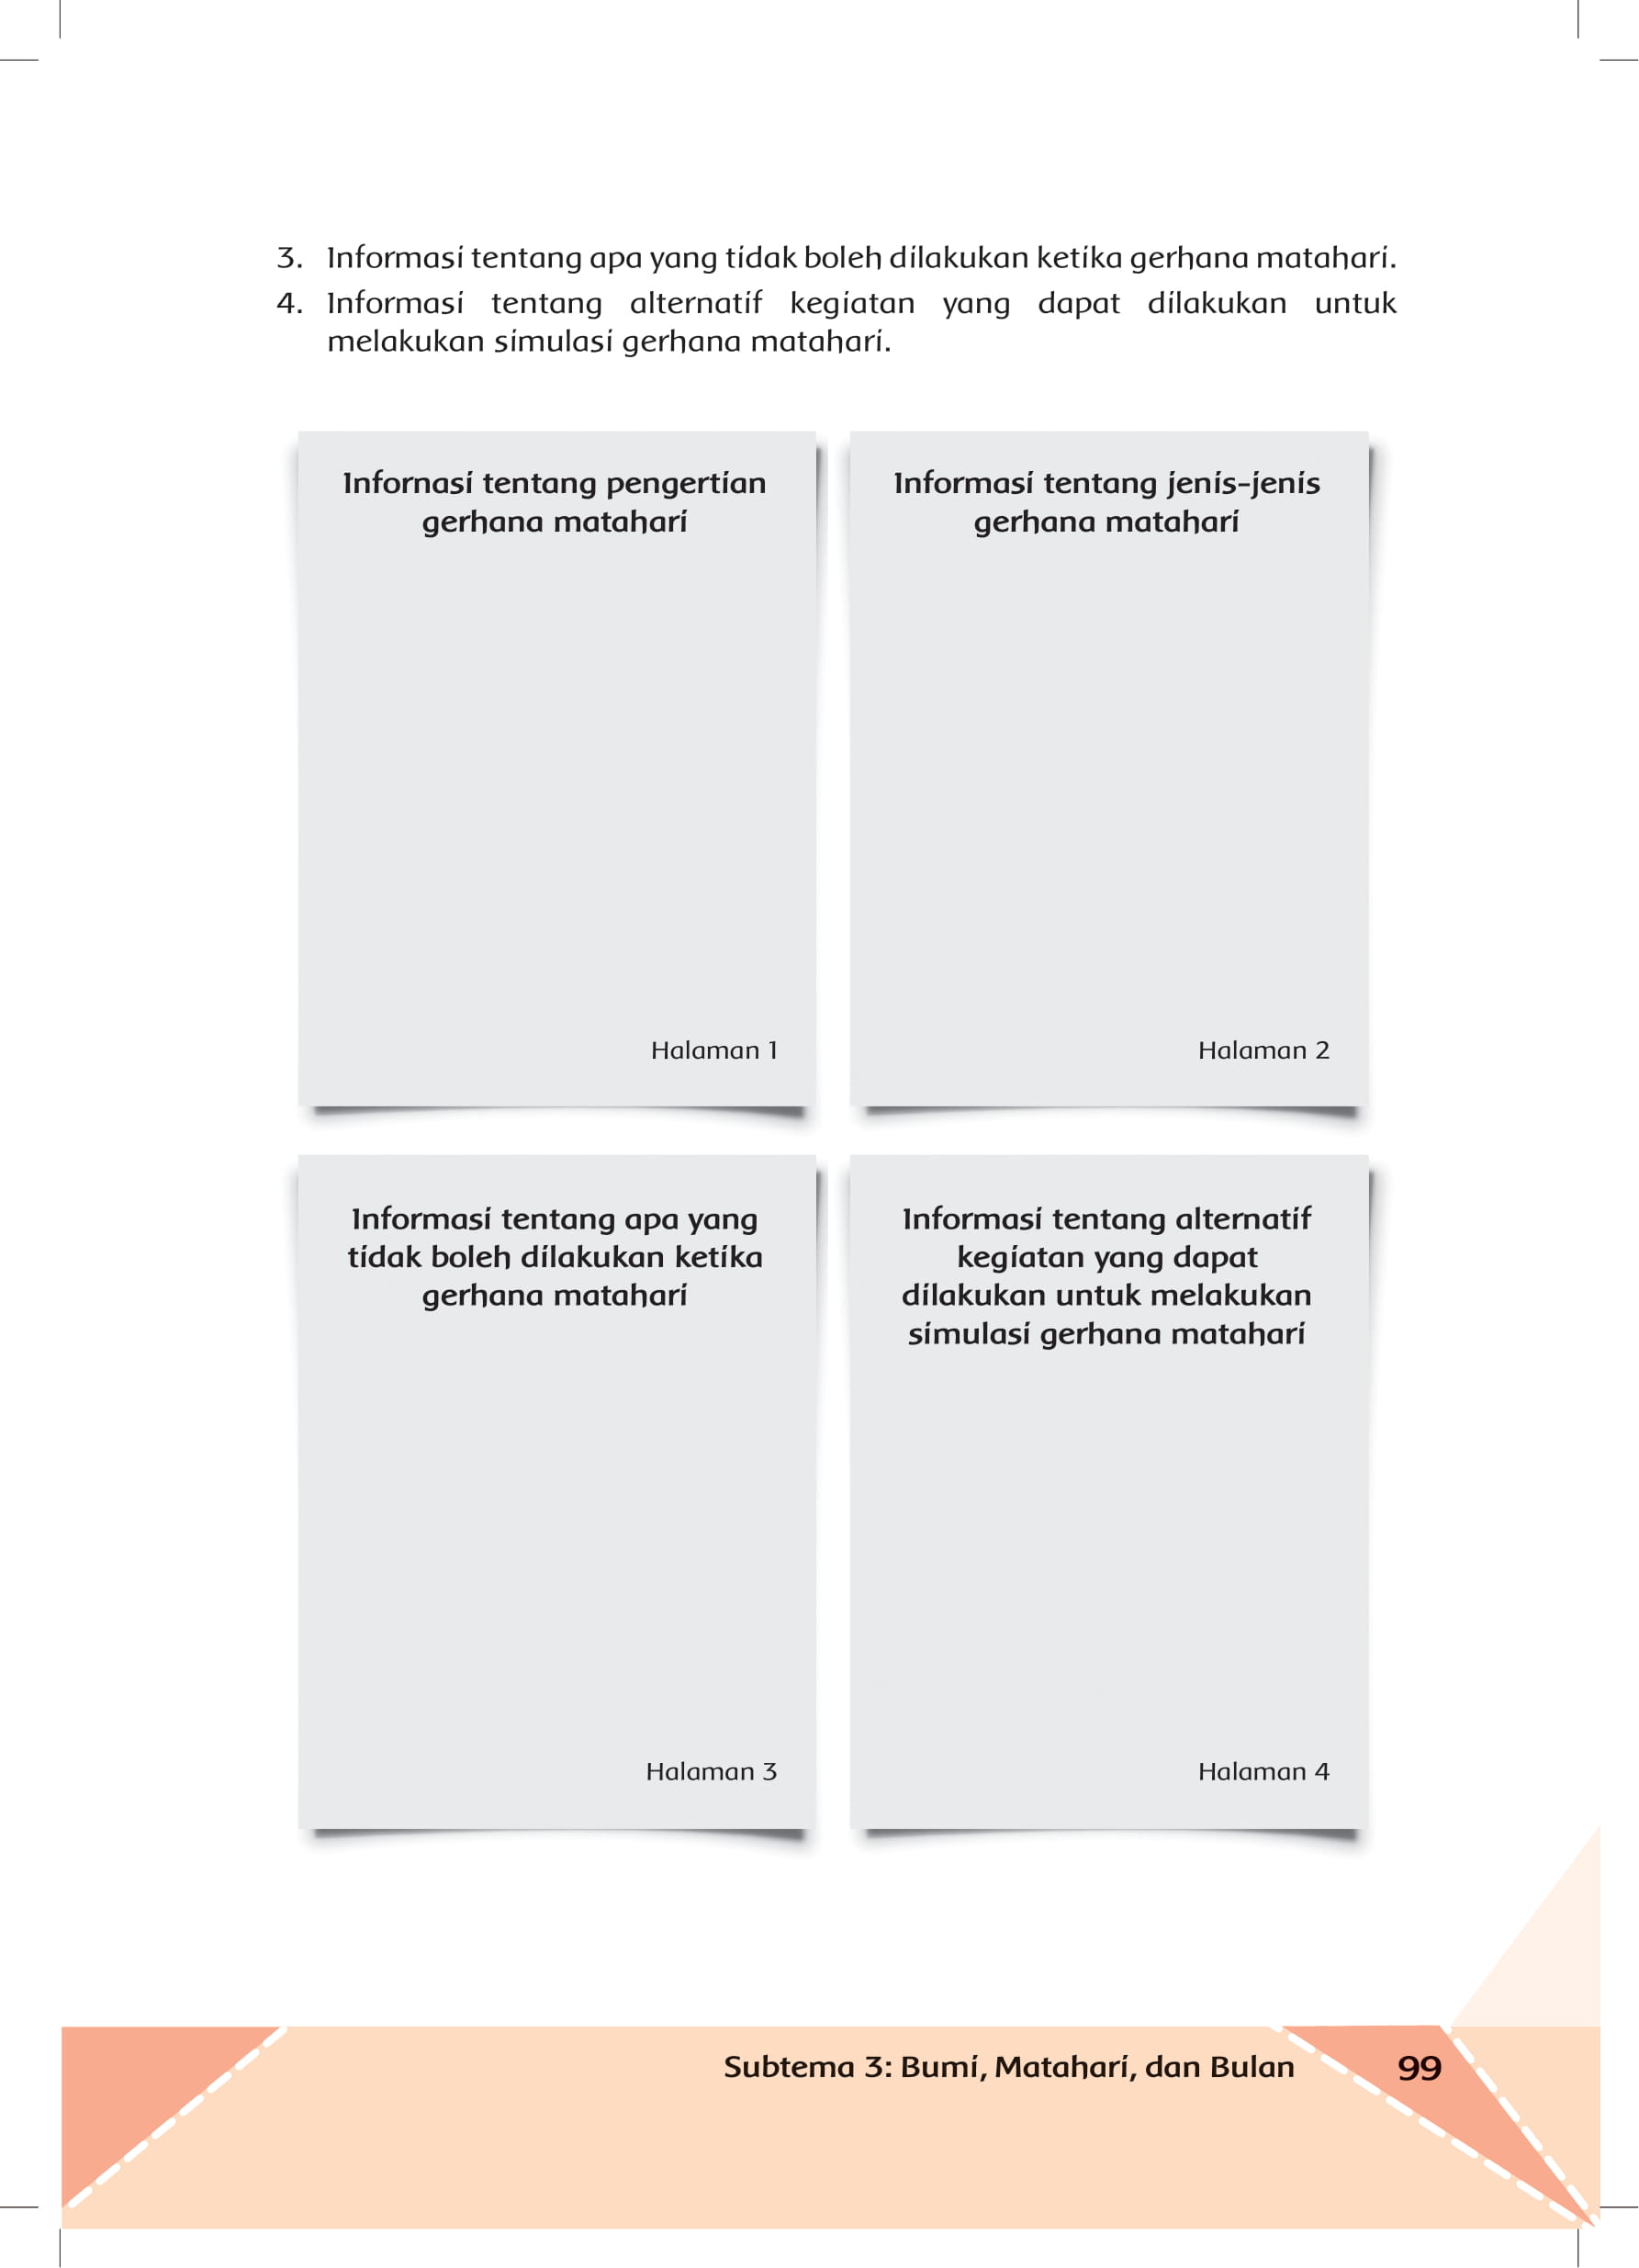 3. Informasi tentang apa yang tidak boleh dilakukan ketika gerhana matahari.
4. Informasi tentang alternatif kegiatan yang dapat dilakukan untuk
melakukan simulasi gerhana matahari.
Infornasi tentang pengertian
gerhana matahari
Halaman 1
Informasi tentang jenis-jenis
gerhana matahari
Halaman 2
Informasi tentang apa yang
tidak boleh dilakukan ketika
gerhana matahari
Halaman 3
Informasi tentang alternatif
kegiatan yang dapat
dilakukan untuk melakukan
simulasi gerhana matahari
Halaman 4
Subtema 3: Bumi, Matahari, dan Bulan
99